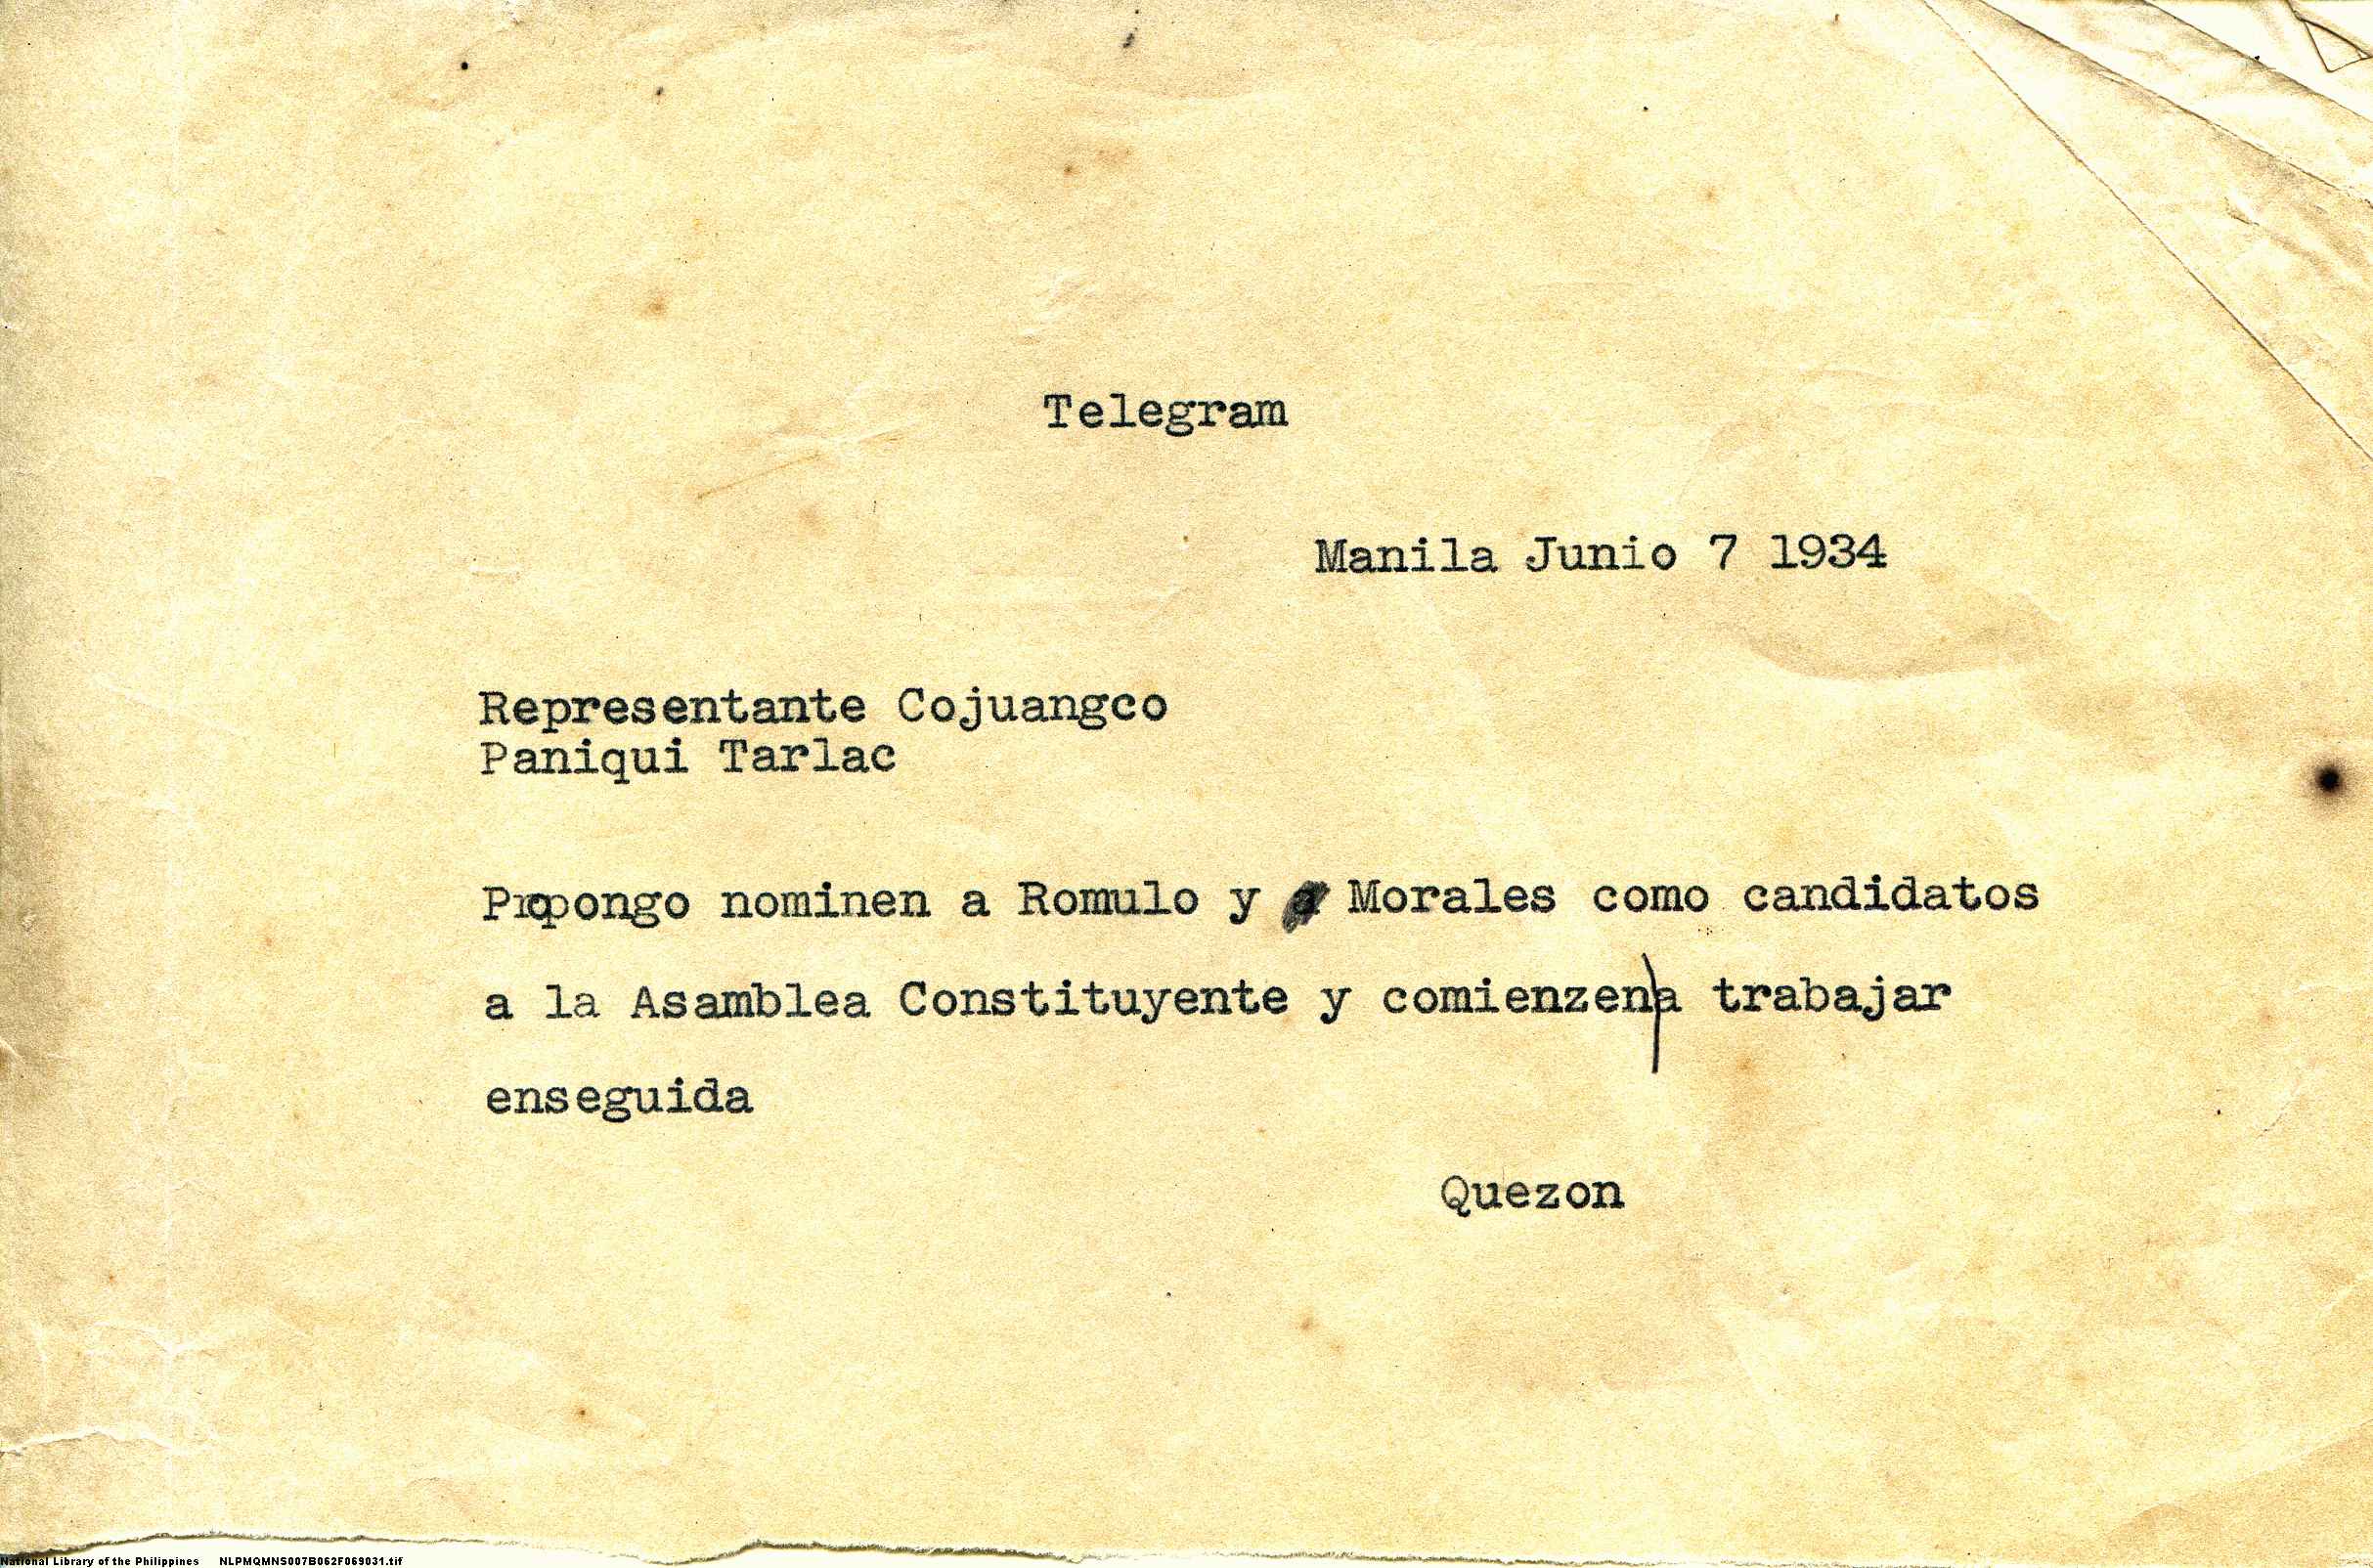 Telegram
Manila Junio 7 1934
Representante Cojuangco
Paniqui Tarlac
Propongo nominen a Romulo y Morales como candidatos
a la Asamblea Constituyente y comienzen a trabajar
enseguida
Quezon
National Library of the Philippines NLPMQMNS007B062F069031.tif